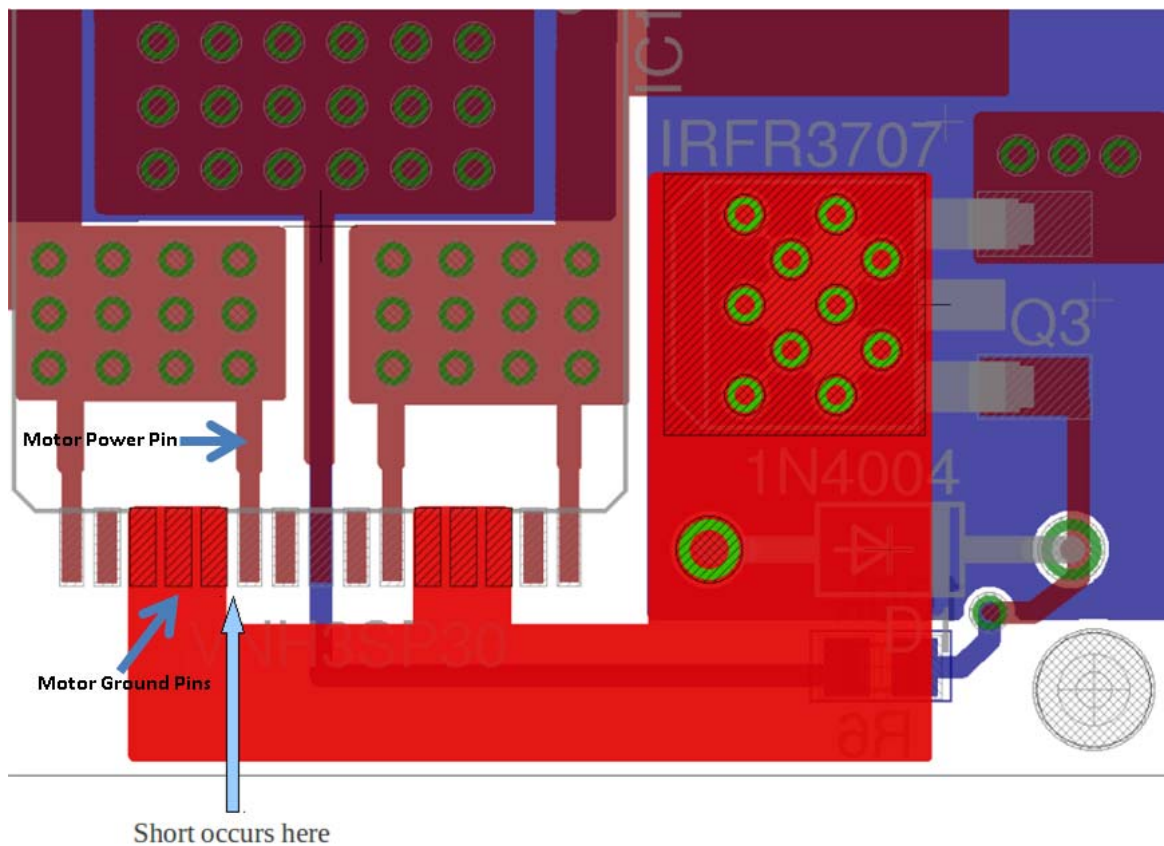 IC1
IRFR3707
Q3
Motor Power Pin
1N4004
D1
VNH3SP30
Motor Ground Pins
R6
Short occurs here